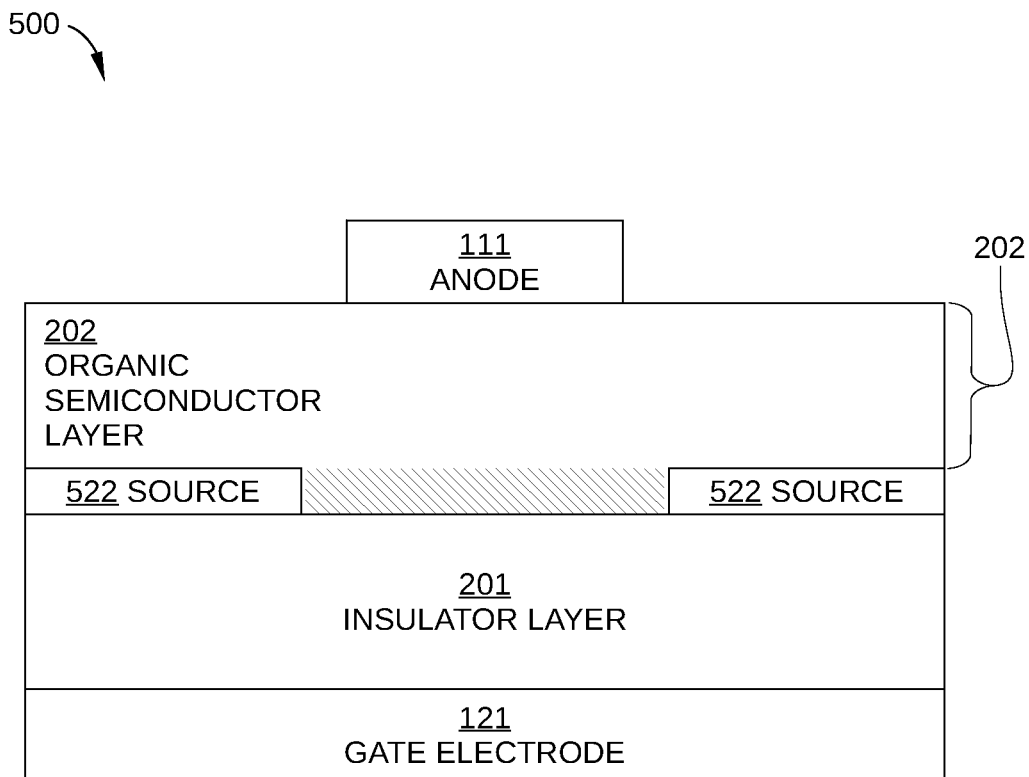 500
111
ANODE
202
202
ORGANIC
SEMICONDUCTOR
LAYER
522 SOURCE
522 SOURCE
201
INSULATOR LAYER
121
GATE ELECTRODE